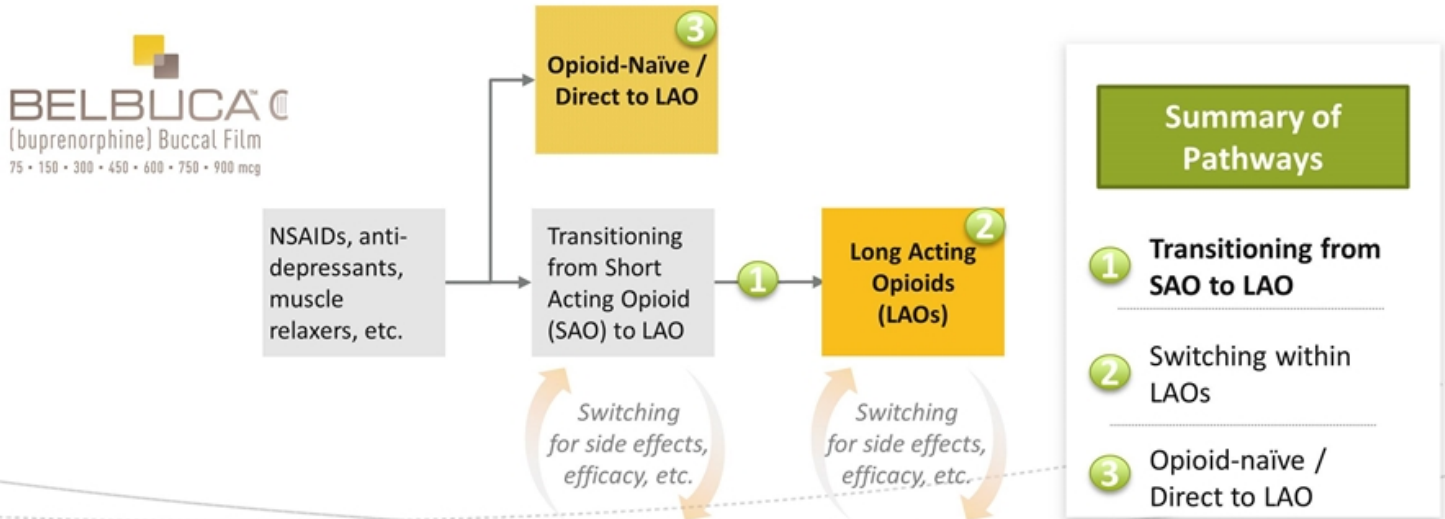 BELBUCA™ CIII
(buprenorphine) Buccal Film
75 • 150 • 300 • 450 • 600 • 750 • 900 mcg
3
Opioid-Naïve /
Direct to LAO
NSAIDs, anti-
depressants,
muscle
relaxers, etc.
Transitioning
from Short
Acting Opioid
(SAO) to LAO
1
2
Long Acting
Opioids
(LAOs)
Switching
for side effects,
efficacy, etc.
Switching
for side effects,
efficacy, etc.
Summary of
Pathways
1 Transitioning from
SAO to LAO
2 Switching within
LAOs
3 Opioid-naïve /
Direct to LAO